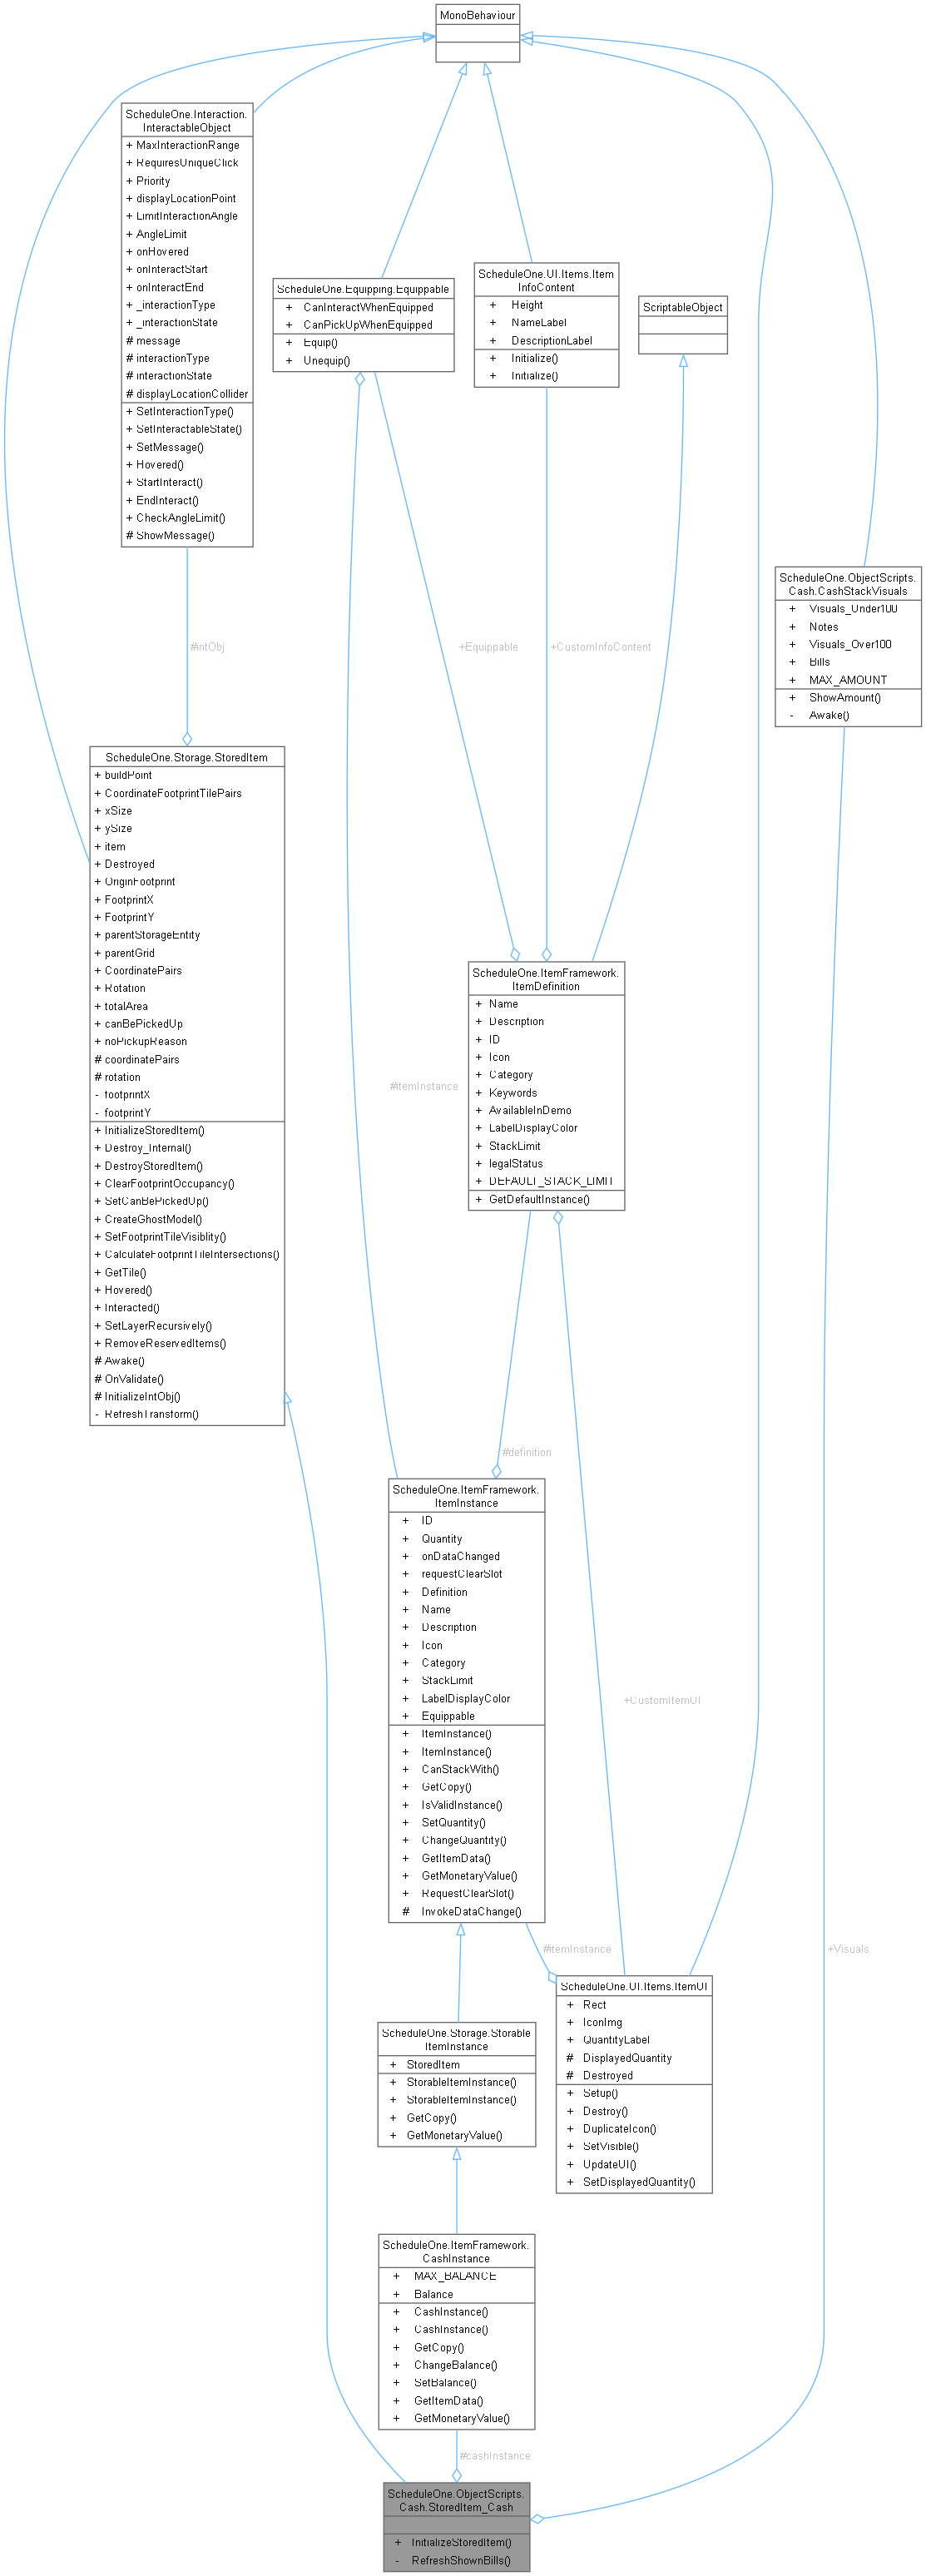 MonoBehaviour
ScheduleOne.Interaction.
InteractableObject
+ MaxInteractionRange
+ RequiresUniqueClick
+ Priority
+ displayLocationPoint
+ LimitInteractionAngle
+ AngleLimit
+ onHovered
+ onInteractStart
+ onInteractEnd
+ _interactionType
+ _interactionState
# message
# interactionType
# interactionState
# displayLocationCollider
+ SetInteractionType()
+ SetInteractableState()
+ SetMessage()
+ Hovered()
+ StartInteract()
+ EndInteract()
+ CheckAngleLimit()
# ShowMessage()
ScheduleOne.Equipping.Equippable
+ CanInteractWhenEquipped
+ CanPickUpWhenEquipped
+ Equip()
+ Unequip()
ScheduleOne.UI.Items.Item
InfoContent
+ Height
+ NameLabel
+ DescriptionLabel
+ Initialize()
+ Initialize()
ScriptableObject
ScheduleOne.ObjectScripts.
Cash.CashStackVisuals
+ Visuals_Under100
+ Notes
+ Visuals_Over100
+ Bills
+ MAX_AMOUNT
+ ShowAmount()
- Awake()
#intObj
+Equippable
+CustomInfoContent
ScheduleOne.Storage.StoredItem
+ buildPoint
+ CoordinateFootprintTilePairs
+ xSize
+ ySize
+ item
+ Destroyed
+ OriginFootprint
+ FootprintX
+ FootprintY
+ parentStorageEntity
+ parentGrid
+ CoordinatePairs
+ Rotation
+ totalArea
+ canBePickedUp
+ noPickupReason
# coordinatePairs
# rotation
- footprintX
- footprintY
+ InitializeStoredItem()
+ Destroy_Internal()
+ DestroyStoredItem()
+ ClearFootprintOccupancy()
+ SetCanBePickedUp()
+ CreateGhostModel()
+ SetFootprintTileVisiblity()
+ CalculateFootprintTileIntersections()
+ GetTile()
+ Hovered()
+ Interacted()
+ SetLayerRecursively()
+ RemoveReservedItems()
# Awake()
# OnValidate()
# InitializeIntObj()
- RefreshTransform()
ScheduleOne.ItemFramework.
ItemDefinition
+ Name
+ Description
+ ID
+ Icon
+ Category
+ Keywords
+ AvailableInDemo
+ LabelDisplayColor
+ StackLimit
+ legalStatus
+ DEFAULT_STACK_LIMIT
+ GetDefaultInstance()
#itemInstance
#definition
ScheduleOne.ItemFramework.
ItemInstance
+ ID
+ Quantity
+ onDataChanged
+ requestClearSlot
+ Definition
+ Name
+ Description
+ Icon
+ Category
+ StackLimit
+ LabelDisplayColor
+ Equippable
+ ItemInstance()
+ ItemInstance()
+ CanStackWith()
+ GetCopy()
+ IsValidInstance()
+ SetQuantity()
+ ChangeQuantity()
+ GetItemData()
+ GetMonetaryValue()
+ RequestClearSlot()
# InvokeDataChange()
+CustomItemUI
#itemInstance
+Visuals
ScheduleOne.UI.Items.ItemUI
+ Rect
+ IconImg
+ QuantityLabel
# DisplayedQuantity
# Destroyed
+ Setup()
+ Destroy()
+ DuplicateIcon()
+ SetVisible()
+ UpdateUI()
+ SetDisplayedQuantity()
ScheduleOne.Storage.Storable
ItemInstance
+ StoredItem
+ StorableItemInstance()
+ StorableItemInstance()
+ GetCopy()
+ GetMonetaryValue()
ScheduleOne.ItemFramework.
CashInstance
+ MAX_BALANCE
+ Balance
+ CashInstance()
+ CashInstance()
+ GetCopy()
+ ChangeBalance()
+ SetBalance()
+ GetItemData()
+ GetMonetaryValue()
#cashInstance
ScheduleOne.ObjectScripts.
Cash.StoredItem_Cash
+ InitializeStoredItem()
- RefreshShownBills()